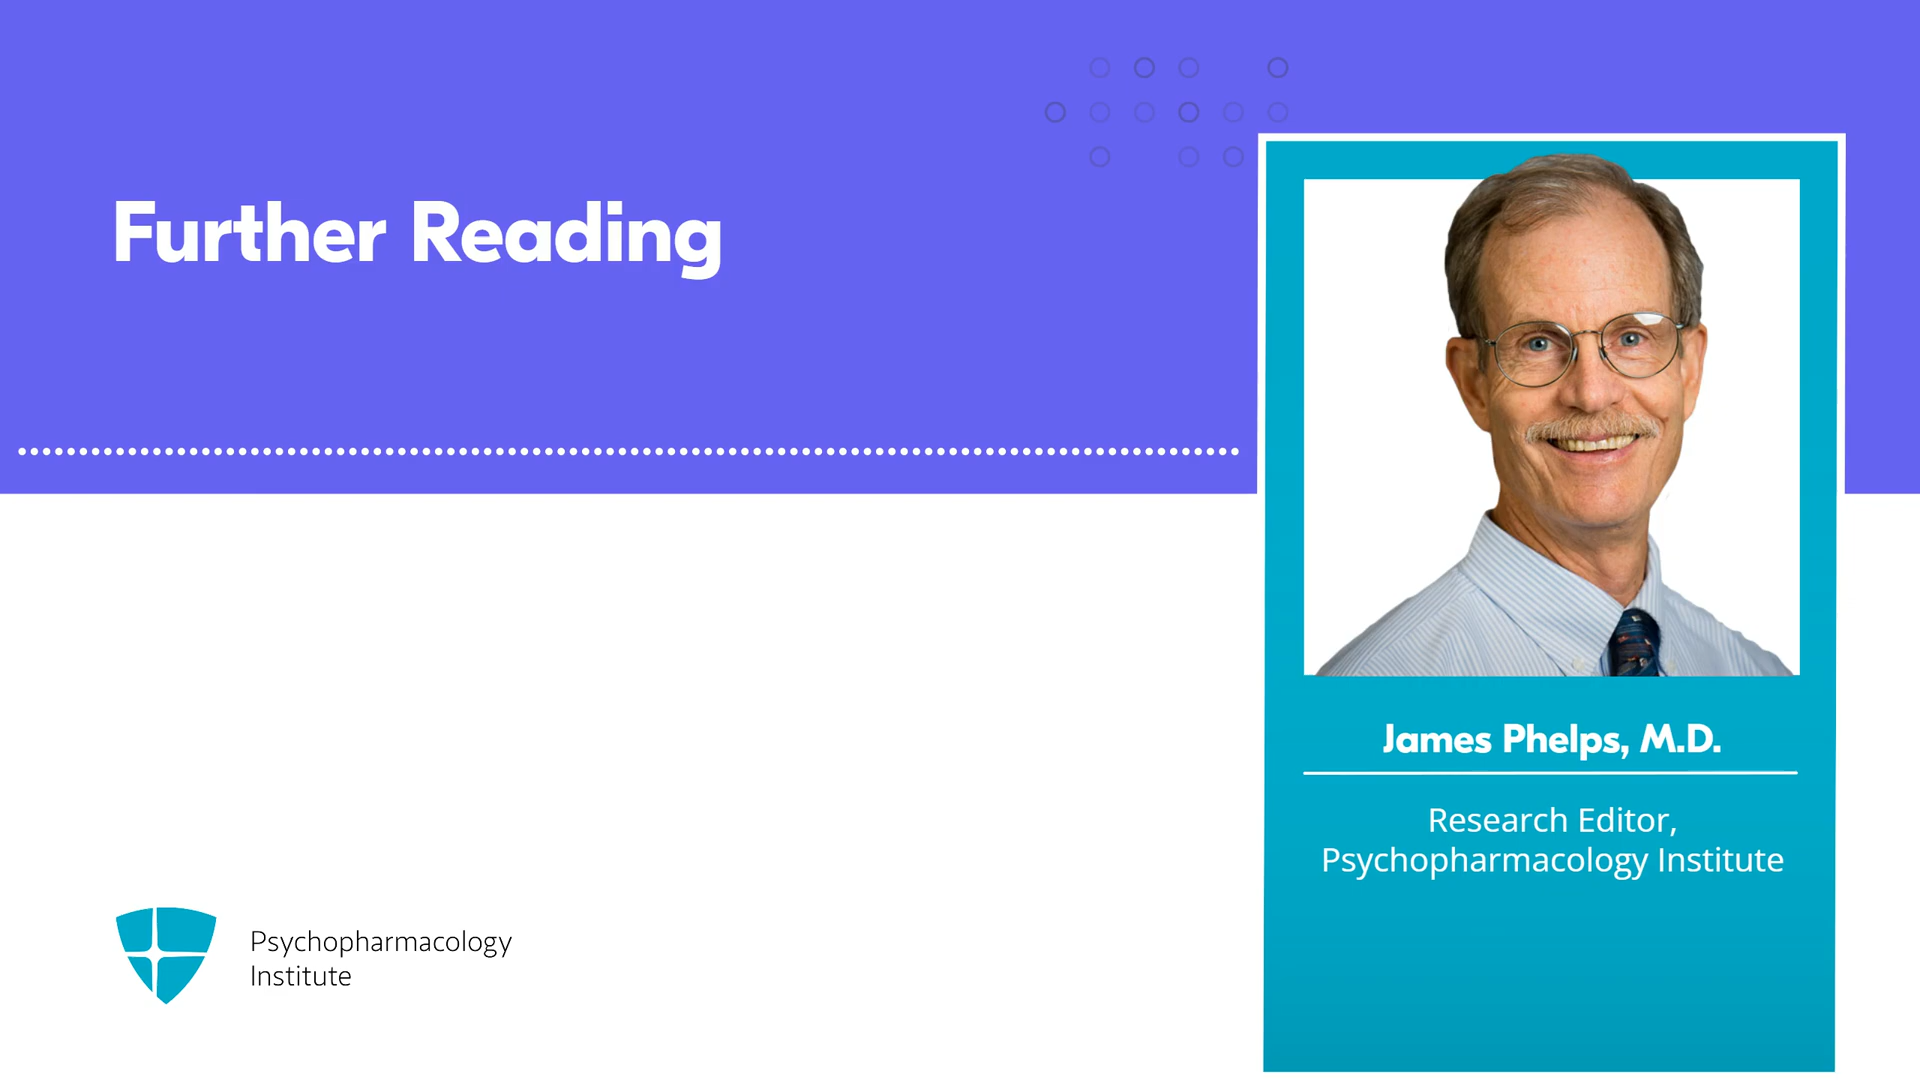 Further Reading
James Phelps, M.D.
Research Editor,
Psychopharmacology Institute
Psychopharmacology
Institute